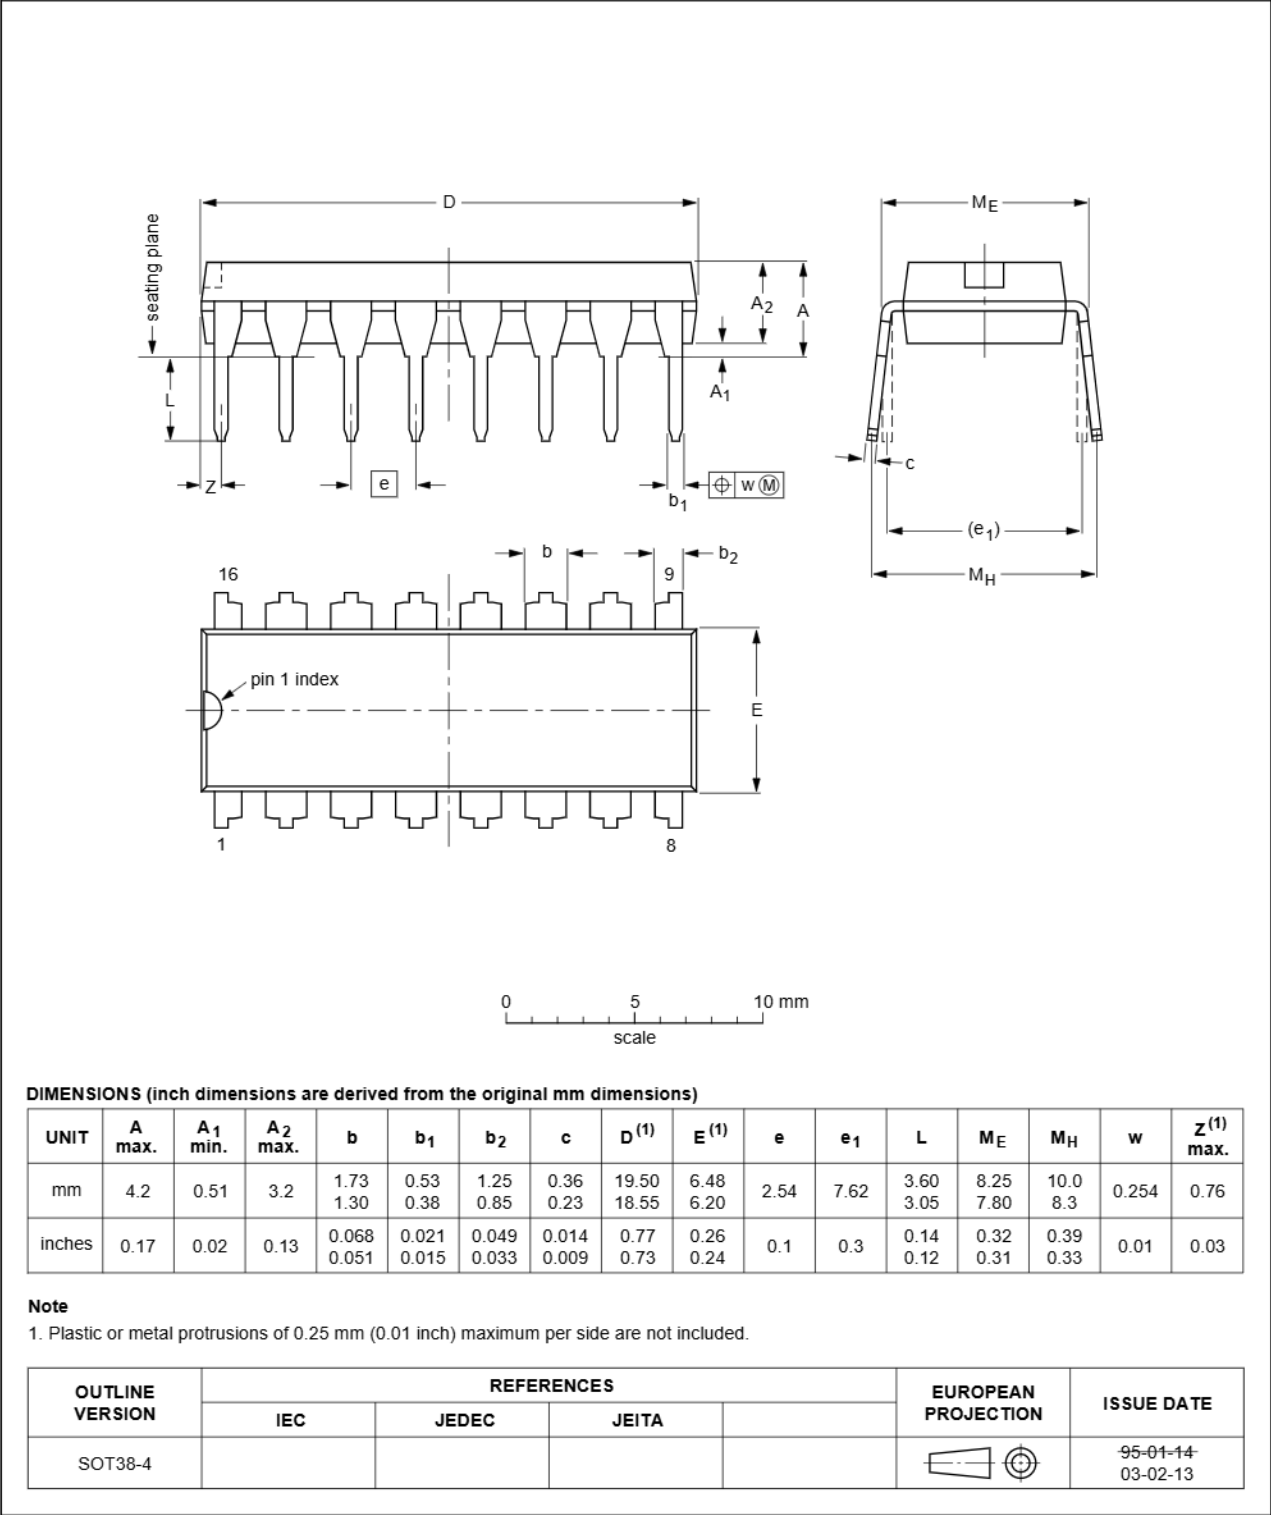 D
ME
seating plane
A2
A
A1
L
Z
e
b1
w M
c
(e1)
MH
b
b2
16
9
pin 1 index
E
1
8
0 5 10 mm
scale
DIMENSIONS (inch dimensions are derived from the original mm dimensions)
UNIT A max. A1 min. A2 max. b b1 b2 c D(1) E(1) e e1 L ME MH w Z(1) max.
mm 4.2 0.51 3.2 1.73 1.30 0.53 0.38 1.25 0.85 0.36 0.23 19.50 18.55 6.48 6.20 2.54 7.62 3.60 3.05 8.25 7.80 10.0 8.3 0.254 0.76
inches 0.17 0.02 0.13 0.068 0.051 0.021 0.015 0.049 0.033 0.014 0.009 0.77 0.73 0.26 0.24 0.1 0.3 0.14 0.12 0.32 0.31 0.39 0.33 0.01 0.03
Note
1. Plastic or metal protrusions of 0.25 mm (0.01 inch) maximum per side are not included.
OUTLINE VERSION REFERENCES EUROPEAN PROJECTION ISSUE DATE
IEC JEDEC JEITA
SOT38-4
95-01-14
03-02-13